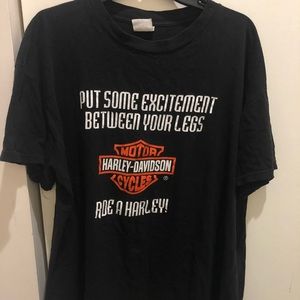 PUT SOME EXCITEMENT
BETWEEN YOUR LEGS
MOTOR
HARLEY-DAVIDSON
CYCLES
®
RIDE A HARLEY!